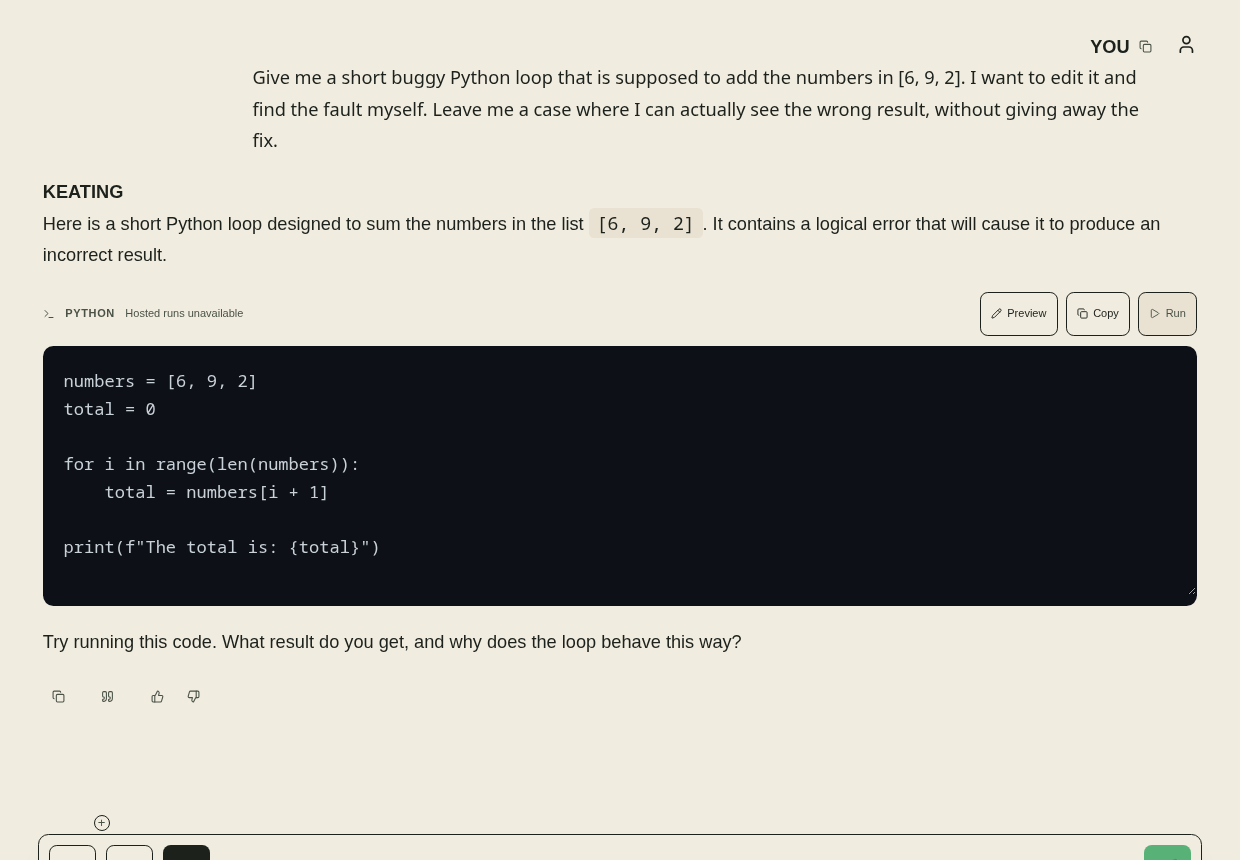 YOU
Give me a short buggy Python loop that is supposed to add the numbers in [6, 9, 2]. I want to edit it and
find the fault myself. Leave me a case where I can actually see the wrong result, without giving away the
fix.
KEATING
Here is a short Python loop designed to sum the numbers in the list [6, 9, 2]. It contains a logical error that will cause it to produce an
incorrect result.
PYTHON Hosted runs unavailable Preview Copy Run
numbers = [6, 9, 2]
total = 0
for i in range(len(numbers)):
    total = numbers[i + 1]
print(f"The total is: {total}")
Try running this code. What result do you get, and why does the loop behave this way?